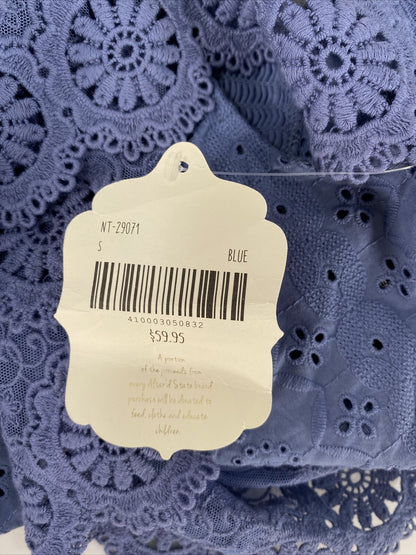 NT-29071
S
BLUE
410003050832
$59.95
A portion
of the proceeds from
every Altar'd State brand
purchase will be donated to
feed, clothe and educate
children.